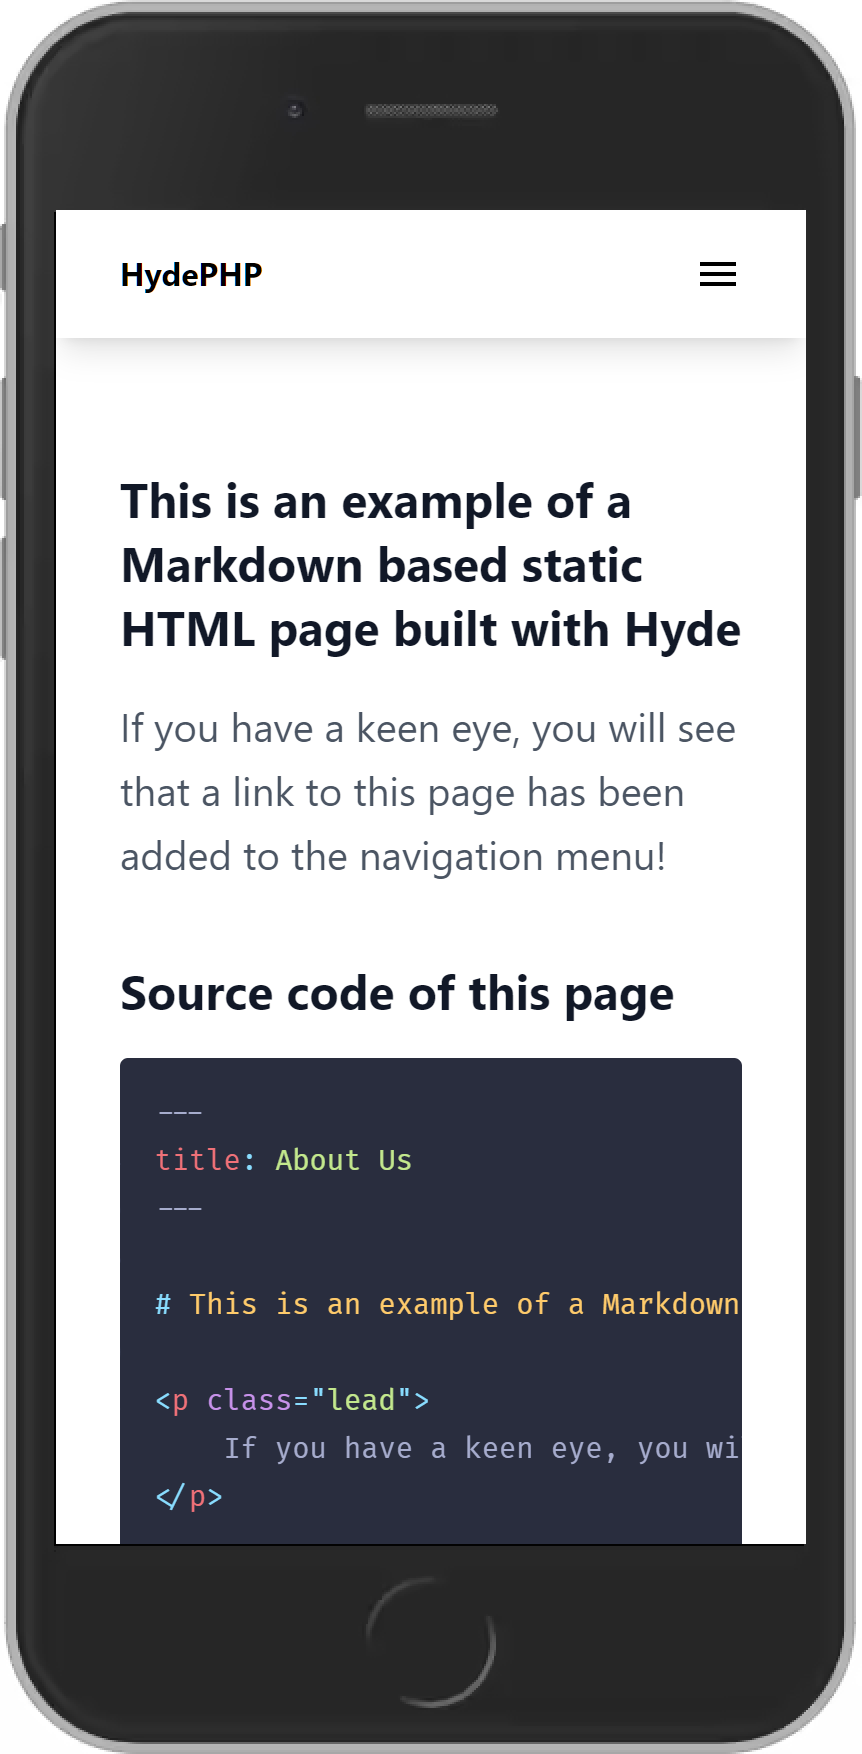 HydePHP
This is an example of a
Markdown based static
HTML page built with Hyde
If you have a keen eye, you will see
that a link to this page has been
added to the navigation menu!
Source code of this page
---
title: About Us
---
# This is an example of a Markdown
<p class="lead">
If you have a keen eye, you wi
</p>